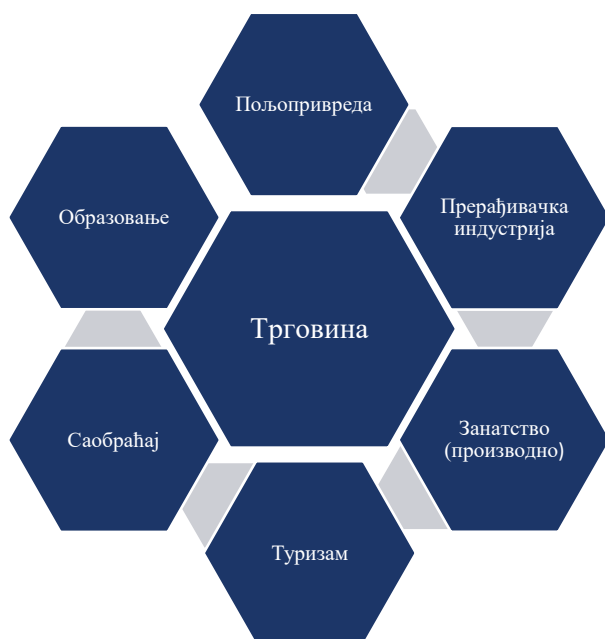 Пољопривреда
Прерађивачка
индустрија
Образовање
Трговина
Занатство
(производно)
Саобраћај
Туризам